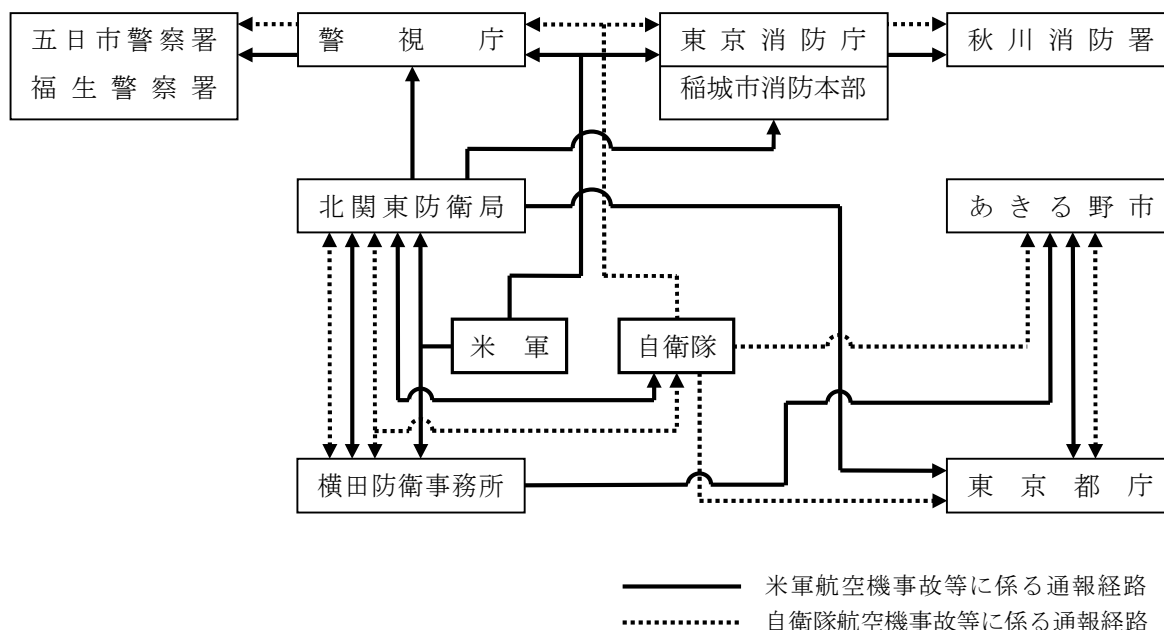 五日市警察署
福生警察署
警視庁
東京消防庁
稲城市消防本部
秋川消防署
北関東防衛局
あきる野市
米軍
自衛隊
横田防衛事務所
東京都庁
米軍航空機事故等に係る通報経路
自衛隊航空機事故等に係る通報経路